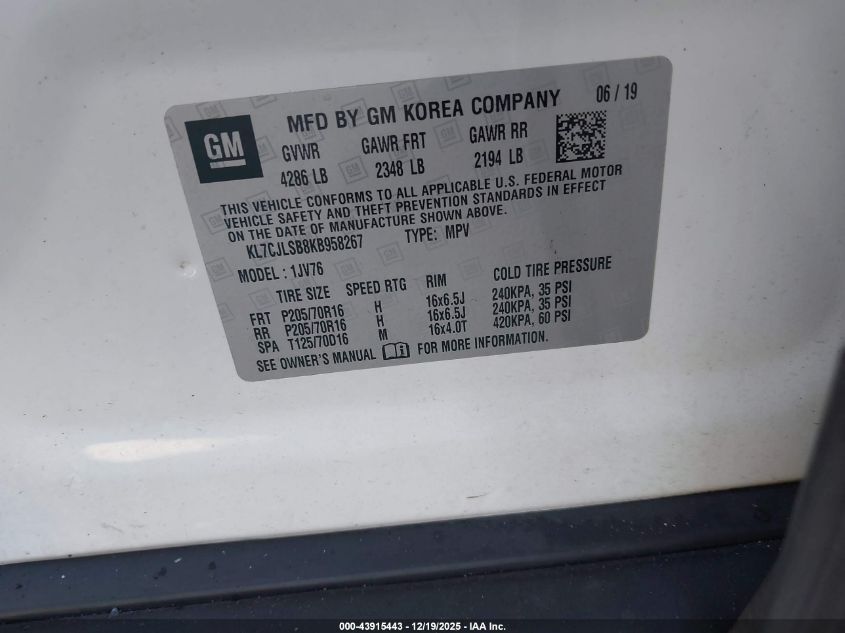 GM
MFD BY GM KOREA COMPANY 06 / 19
GVWR GAWR FRT GAWR RR
4286 LB 2348 LB 2194 LB
THIS VEHICLE CONFORMS TO ALL APPLICABLE U.S. FEDERAL MOTOR
VEHICLE SAFETY AND THEFT PREVENTION STANDARDS IN EFFECT
ON THE DATE OF MANUFACTURE SHOWN ABOVE.
KL7CJLSB8KB958267 TYPE: MPV
MODEL : 1JV76
TIRE SIZE SPEED RTG RIM COLD TIRE PRESSURE
FRT P205/70R16 H 16x6.5J 240KPA, 35 PSI
RR P205/70R16 H 16x6.5J 240KPA, 35 PSI
SPA T125/70D16 M 16x4.0T 420KPA, 60 PSI
SEE OWNER'S MANUAL FOR MORE INFORMATION.
000-43915443 - 12/19/2025 - IAA Inc.